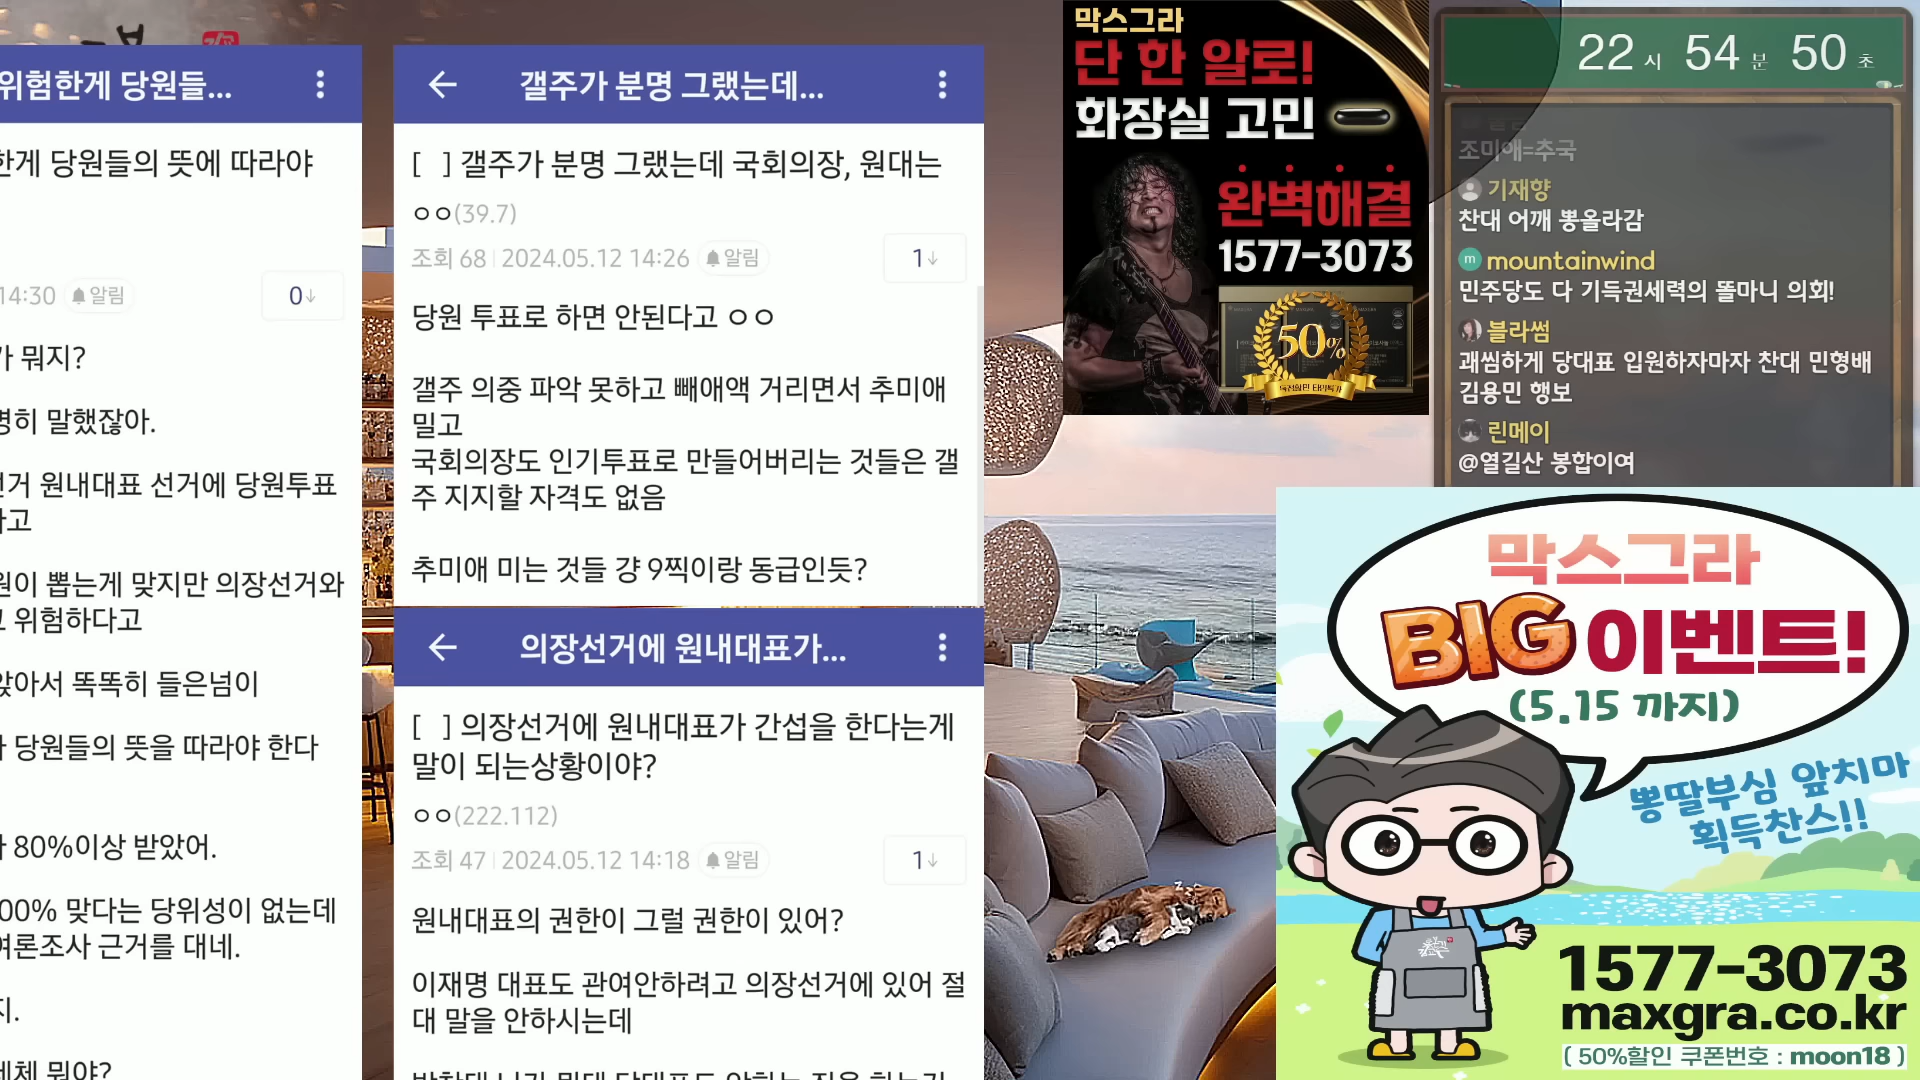 위험한게 당원들...
한게 당원들의 뜻에 따라야
14:30 알림
0↓
가 뭐지?
명히 말했잖아.
선거 원내대표 선거에 당원투표
하고
원이 뽑는게 맞지만 의장선거와
고 위험하다고
앉아서 똑똑히 들은넘이
당원들의 뜻을 따라야 한다
80%이상 받았어.
00% 맞다는 당위성이 없는데
여론조사 근거를 대네.
지.
뭐야?
갤주가 분명 그랬는데...
[ ] 갤주가 분명 그랬는데 국회의장, 원대는
ㅇㅇ(39.7)
조회 68 | 2024.05.12 14:26 알림
1↓
당원 투표로 하면 안된다고 ㅇㅇ
갤주 의중 파악 못하고 빼애액 거리면서 추미애
밀고
국회의장도 인기투표로 만들어버리는 것들은 갤
주 지지할 자격도 없음
추미애 미는 것들 걍 9찍이랑 동급인듯?
의장선거에 원내대표가...
[ ] 의장선거에 원내대표가 간섭을 한다는게
말이 되는상황이야?
ㅇㅇ(222.112)
조회 47 | 2024.05.12 14:18 알림
1↓
원내대표의 권한이 그럴 권한이 있어?
이재명 대표도 관여안하려고 의장선거에 있어 절
대 말을 안하시는데
막스그라
단 한 알로!
화장실 고민
완벽해결
1577-3073
50%
22 시 54 분 50 초
조미애=추국
기재향
찬대 어깨 뽕올라감
mountainwind
민주당도 다 기득권세력의 똘마니 의회!
블라썸
괘씸하게 당대표 입원하자마자 찬대 민형배
김용민 행보
린메이
@열길산 봉합이여
막스그라
BIG 이벤트!
(5.15 까지)
뽕딸부심 앞치마
획득찬스!!
1577-3073
maxgra.co.kr
( 50%할인 쿠폰번호 : moon18 )